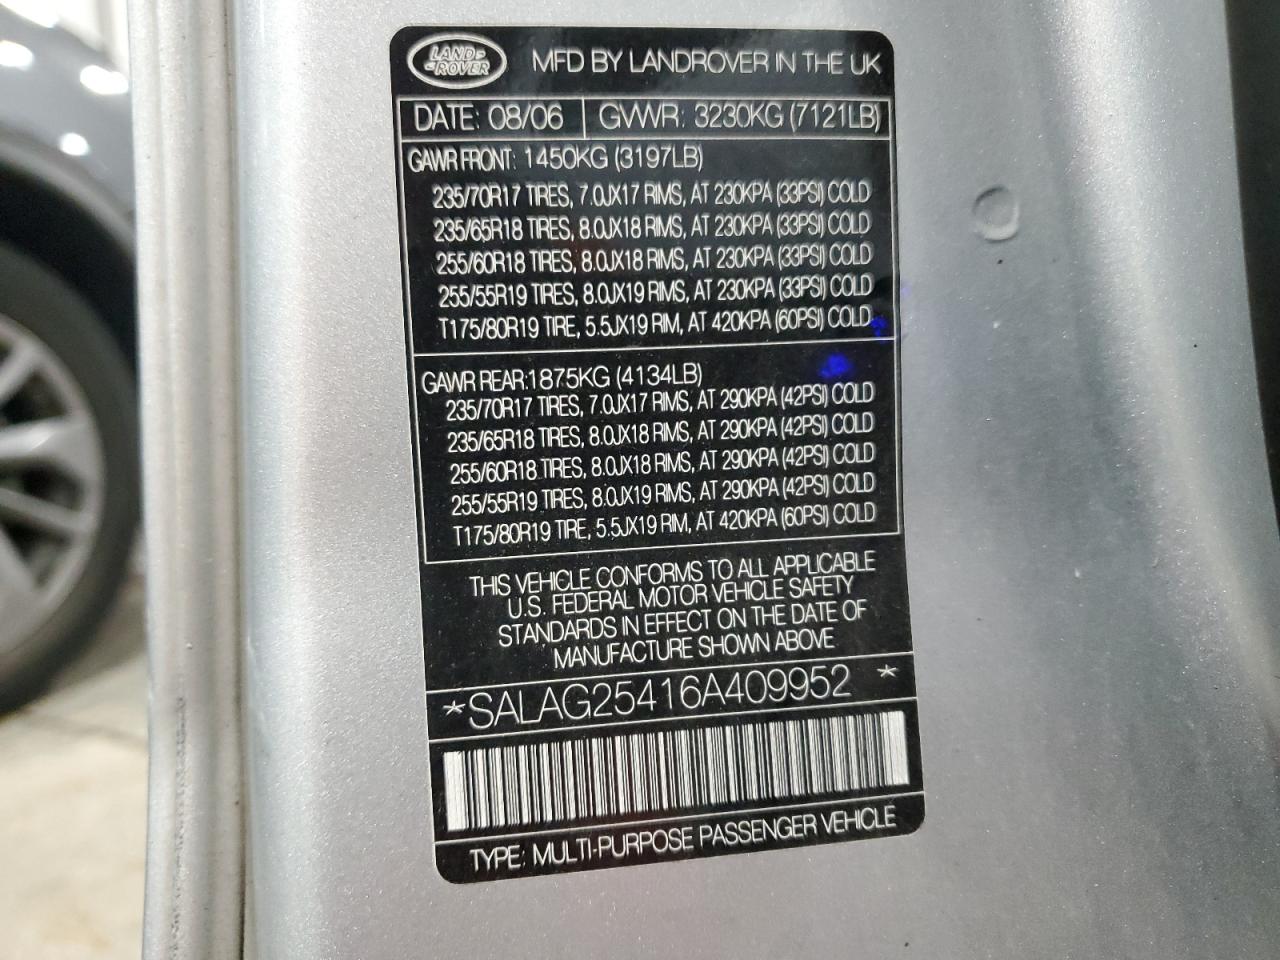 LAND ROVER
MFD BY LANDROVER IN THE UK
DATE: 08/06 GVWR: 3230KG (7121LB)
GAWR FRONT: 1450KG (3197LB)
235/70R17 TIRES, 7.0JX17 RIMS, AT 230KPA (33PSI) COLD
235/65R18 TIRES, 8.0JX18 RIMS, AT 230KPA (33PSI) COLD
255/60R18 TIRES, 8.0JX18 RIMS, AT 230KPA (33PSI) COLD
255/55R19 TIRES, 8.0JX19 RIMS, AT 230KPA (33PSI) COLD
T175/80R19 TIRE, 5.5JX19 RIM, AT 420KPA (60PSI) COLD
GAWR REAR: 1875KG (4134LB)
235/70R17 TIRES, 7.0JX17 RIMS, AT 290KPA (42PSI) COLD
235/65R18 TIRES, 8.0JX18 RIMS, AT 290KPA (42PSI) COLD
255/60R18 TIRES, 8.0JX18 RIMS, AT 290KPA (42PSI) COLD
255/55R19 TIRES, 8.0JX19 RIMS, AT 290KPA (42PSI) COLD
T175/80R19 TIRE, 5.5JX19 RIM, AT 420KPA (60PSI) COLD
THIS VEHICLE CONFORMS TO ALL APPLICABLE
U.S. FEDERAL MOTOR VEHICLE SAFETY
STANDARDS IN EFFECT ON THE DATE OF
MANUFACTURE SHOWN ABOVE
*SALAG25416A409952 *
TYPE: MULTI-PURPOSE PASSENGER VEHICLE